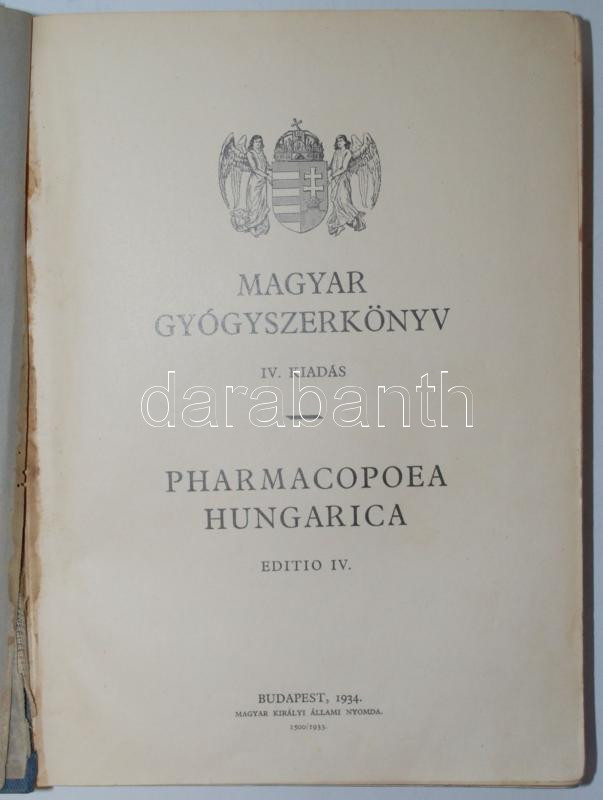 MAGYAR
GYÓGYSZERKÖNYV
IV. KIADÁS
darabanth
PHARMACOPOEA
HUNGARICA
EDITIO IV.
BUDAPEST, 1934.
MAGYAR KIRÁLYI ÁLLAMI NYOMDA.
1500/1933.